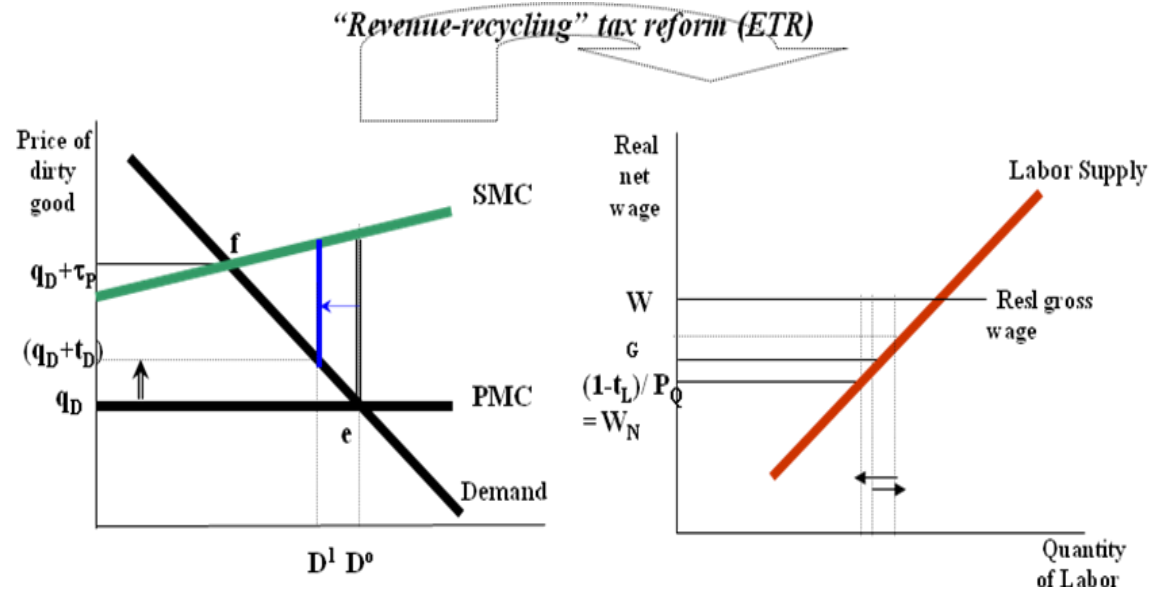 “Revenue-recycling” tax reform (ETR)
Price of
dirty
good
SMC
f
qD+τP
(qD+tD)
qD
PMC
e
Demand
D¹ Dº
Real
net
wage
Labor Supply
W
Resl gross
wage
G
(1-tL)/ PQ
=WN
Quantity
of Labor